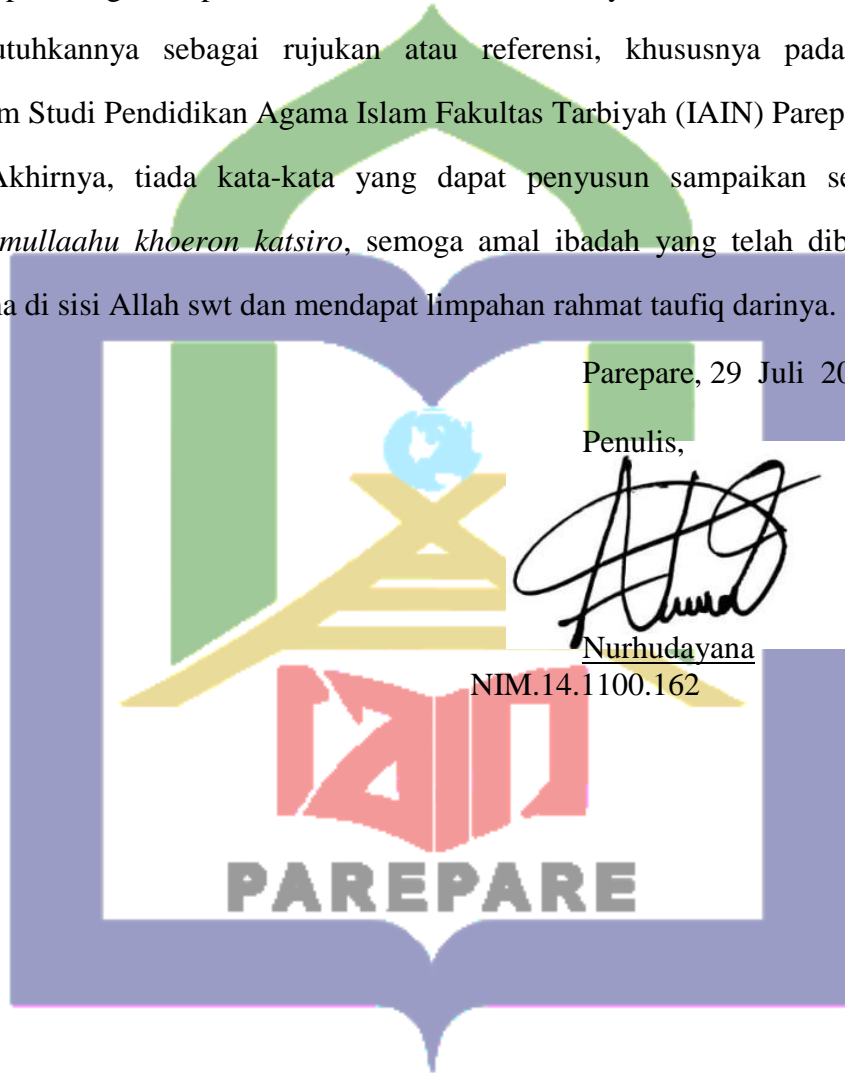 utuhkannya sebagai rujukan atau referensi, khususnya pada
m Studi Pendidikan Agama Islam Fakultas Tarbiyah (IAIN) Parep
Akhirnya, tiada kata-kata yang dapat penyusun sampaikan se
mullaahu khoeron katsiro, semoga amal ibadah yang telah dib
a di sisi Allah swt dan mendapat limpahan rahmat taufiq darinya.
Parepare, 29 Juli 20
Penulis,
Nurhudayana
NIM.14.1100.162
iain
PAREPARE